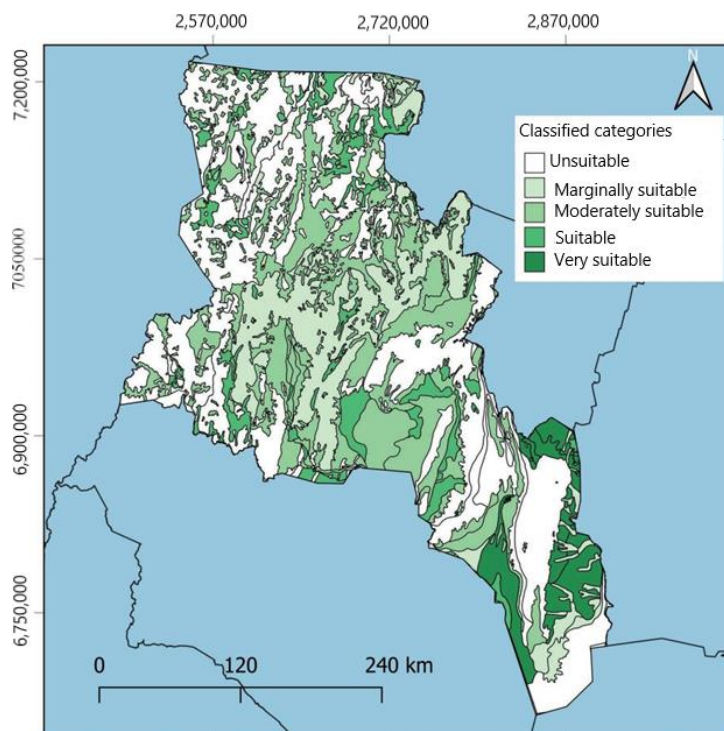 2,570,000 2,720,000 2,870,000
N
7,200,000
7,050,000
6,900,000
6,750,000
Classified categories
Unsuitable
Marginally suitable
Moderately suitable
Suitable
Very suitable
0 120 240 km